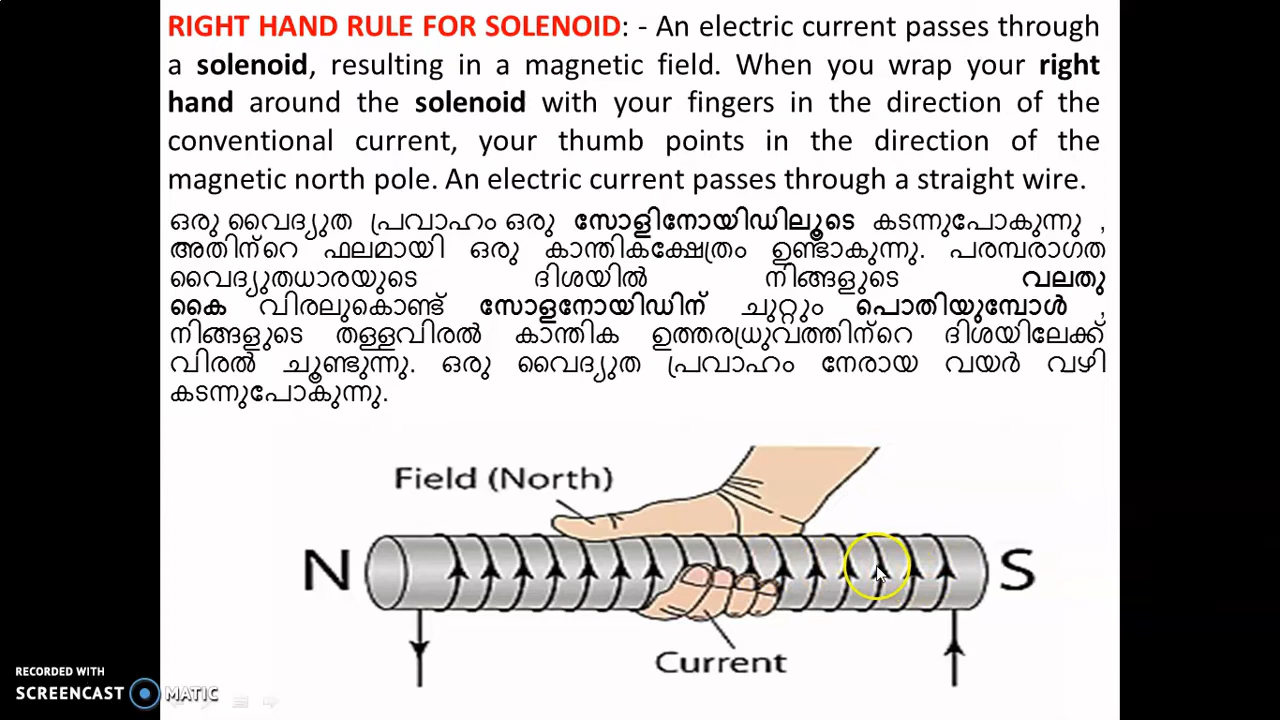 RIGHT HAND RULE FOR SOLENOID: - An electric current passes through
a solenoid, resulting in a magnetic field. When you wrap your right
hand around the solenoid with your fingers in the direction of the
conventional current, your thumb points in the direction of the
magnetic north pole. An electric current passes through a straight wire.
ഒരു വൈദ്യുത പ്രവാഹം ഒരു സോളിനോയിഡിലൂടെ കടന്നുപോകുന്നു ,
അതിന്റെ ഫലമായി ഒരു കാന്തികക്ഷേത്രം ഉണ്ടാകുന്നു. പരമ്പരാഗത
വൈദ്യുതധാരയുടെ ദിശയിൽ നിങ്ങളുടെ വലതു
കൈ വിരലുകൊണ്ട് സോളനോയിഡിന് ചുറ്റും പൊതിയുമ്പോൾ ,
നിങ്ങളുടെ തള്ളവിരൽ കാന്തിക ഉത്തരധ്രുവത്തിന്റെ ദിശയിലേക്ക്
വിരൽ ചൂണ്ടുന്നു. ഒരു വൈദ്യുത പ്രവാഹം നേരായ വയർ വഴി
കടന്നുപോകുന്നു.
Field (North)
N
S
Current
RECORDED WITH
SCREENCAST MATIC